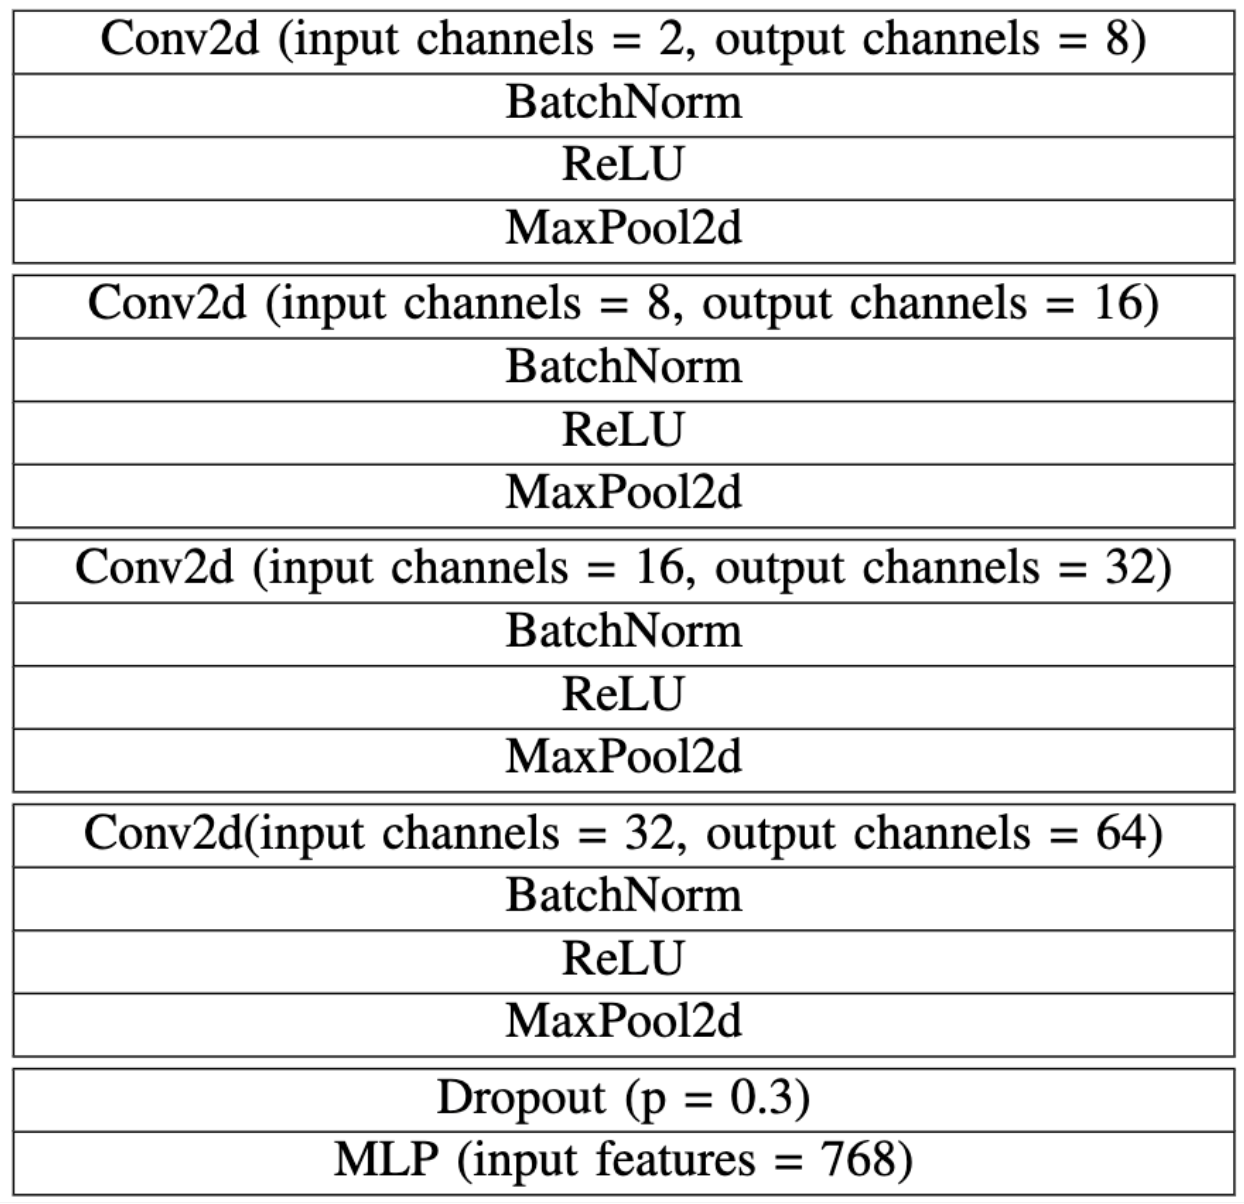 Conv2d (input channels = 2, output channels = 8)
BatchNorm
ReLU
MaxPool2d
Conv2d (input channels = 8, output channels = 16)
BatchNorm
ReLU
MaxPool2d
Conv2d (input channels = 16, output channels = 32)
BatchNorm
ReLU
MaxPool2d
Conv2d(input channels = 32, output channels = 64)
BatchNorm
ReLU
MaxPool2d
Dropout (p = 0.3)
MLP (input features = 768)